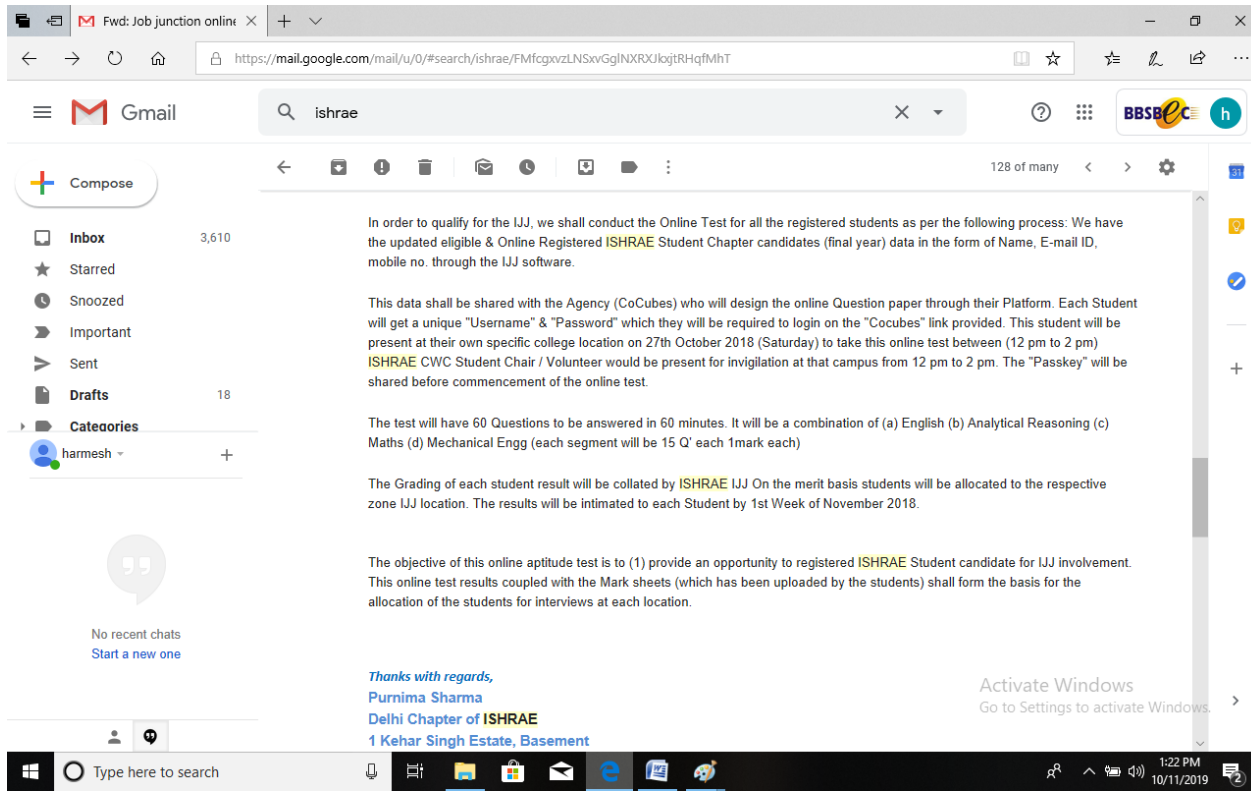 Fwd: Job junction online
https://mail.google.com/mail/u/0/#search/ishrae/FMfcgxvzLNSxvGglNXRXJkxjtRHqfMhT
Gmail
ishrae
BBSBEC
h
Compose
128 of many
31
Inbox 3,610
Starred
Snoozed
Important
Sent
Drafts 18
Categories
harmesh
No recent chats
Start a new one
In order to qualify for the IJJ, we shall conduct the Online Test for all the registered students as per the following process: We have
the updated eligible & Online Registered ISHRAE Student Chapter candidates (final year) data in the form of Name, E-mail ID,
mobile no. through the IJJ software.
This data shall be shared with the Agency (CoCubes) who will design the online Question paper through their Platform. Each Student
will get a unique "Username" & "Password" which they will be required to login on the "Cocubes" link provided. This student will be
present at their own specific college location on 27th October 2018 (Saturday) to take this online test between (12 pm to 2 pm)
ISHRAE CWC Student Chair / Volunteer would be present for invigilation at that campus from 12 pm to 2 pm. The "Passkey" will be
shared before commencement of the online test.
The test will have 60 Questions to be answered in 60 minutes. It will be a combination of (a) English (b) Analytical Reasoning (c)
Maths (d) Mechanical Engg (each segment will be 15 Q' each 1mark each)
The Grading of each student result will be collated by ISHRAE IJJ On the merit basis students will be allocated to the respective
zone IJJ location. The results will be intimated to each Student by 1st Week of November 2018.
The objective of this online aptitude test is to (1) provide an opportunity to registered ISHRAE Student candidate for IJJ involvement.
This online test results coupled with the Mark sheets (which has been uploaded by the students) shall form the basis for the
allocation of the students for interviews at each location.
Thanks with regards,
Purnima Sharma
Delhi Chapter of ISHRAE
1 Kehar Singh Estate, Basement
Activate Windows
Go to Settings to activate Windows.
Type here to search
1:22 PM
10/11/2019
2